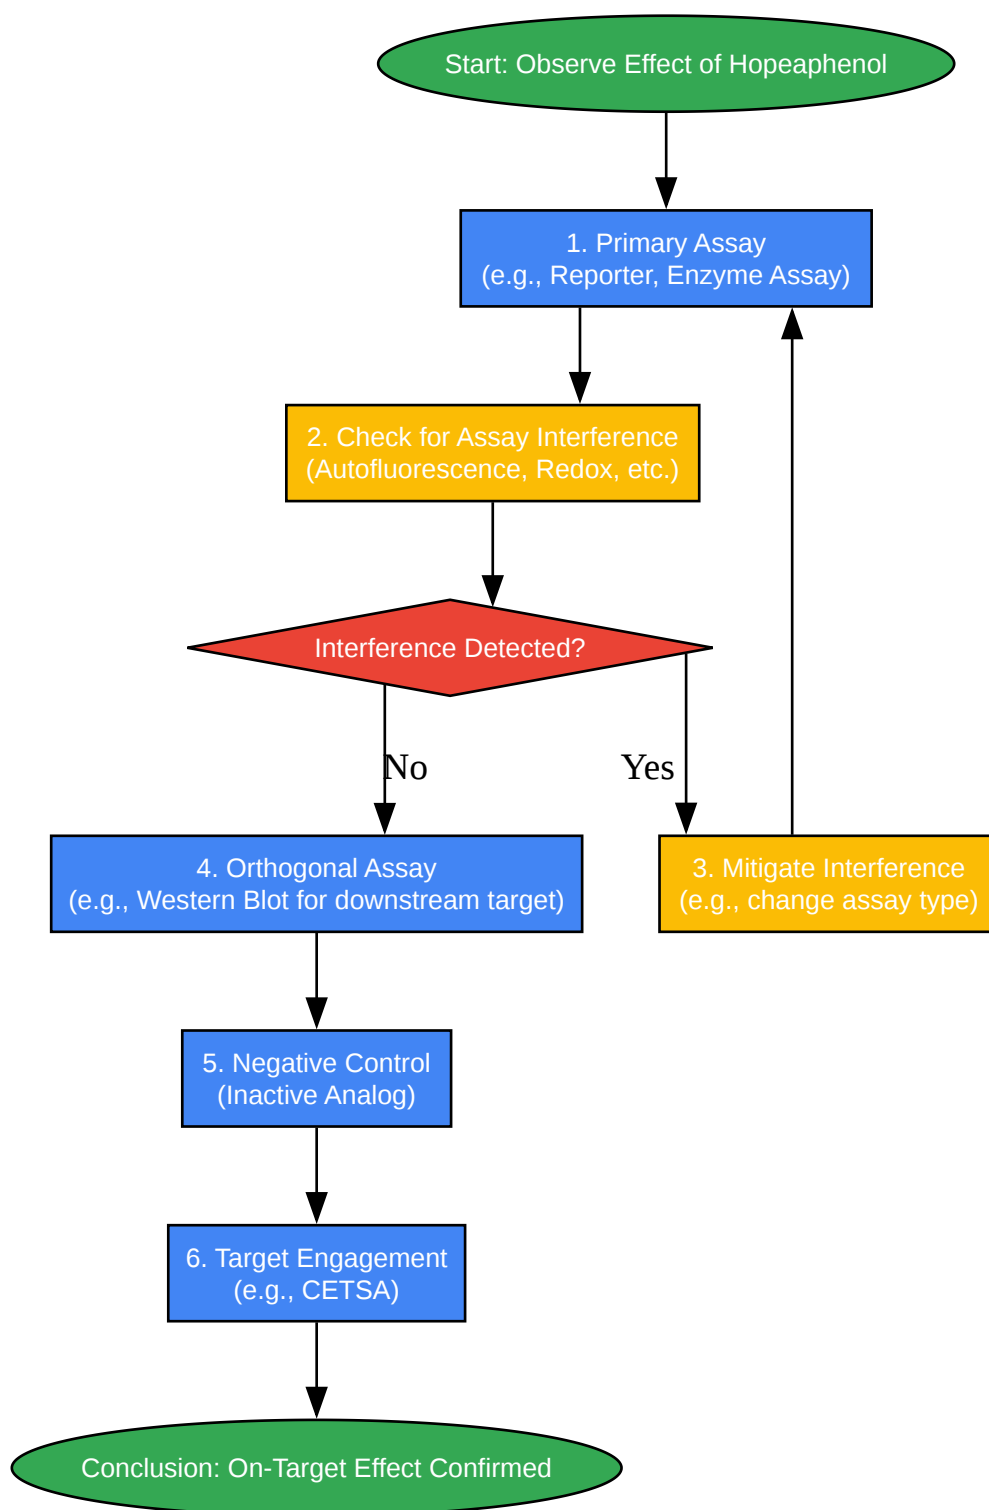 Start: Observe Effect of Hopeaphenol
1. Primary Assay
(e.g., Reporter, Enzyme Assay)
2. Check for Assay Interference
(Autofluorescence, Redox, etc.)
Interference Detected?
No
Yes
4. Orthogonal Assay
(e.g., Western Blot for downstream target)
3. Mitigate Interference
(e.g., change assay type)
5. Negative Control
(Inactive Analog)
6. Target Engagement
(e.g., CETSA)
Conclusion: On-Target Effect Confirmed